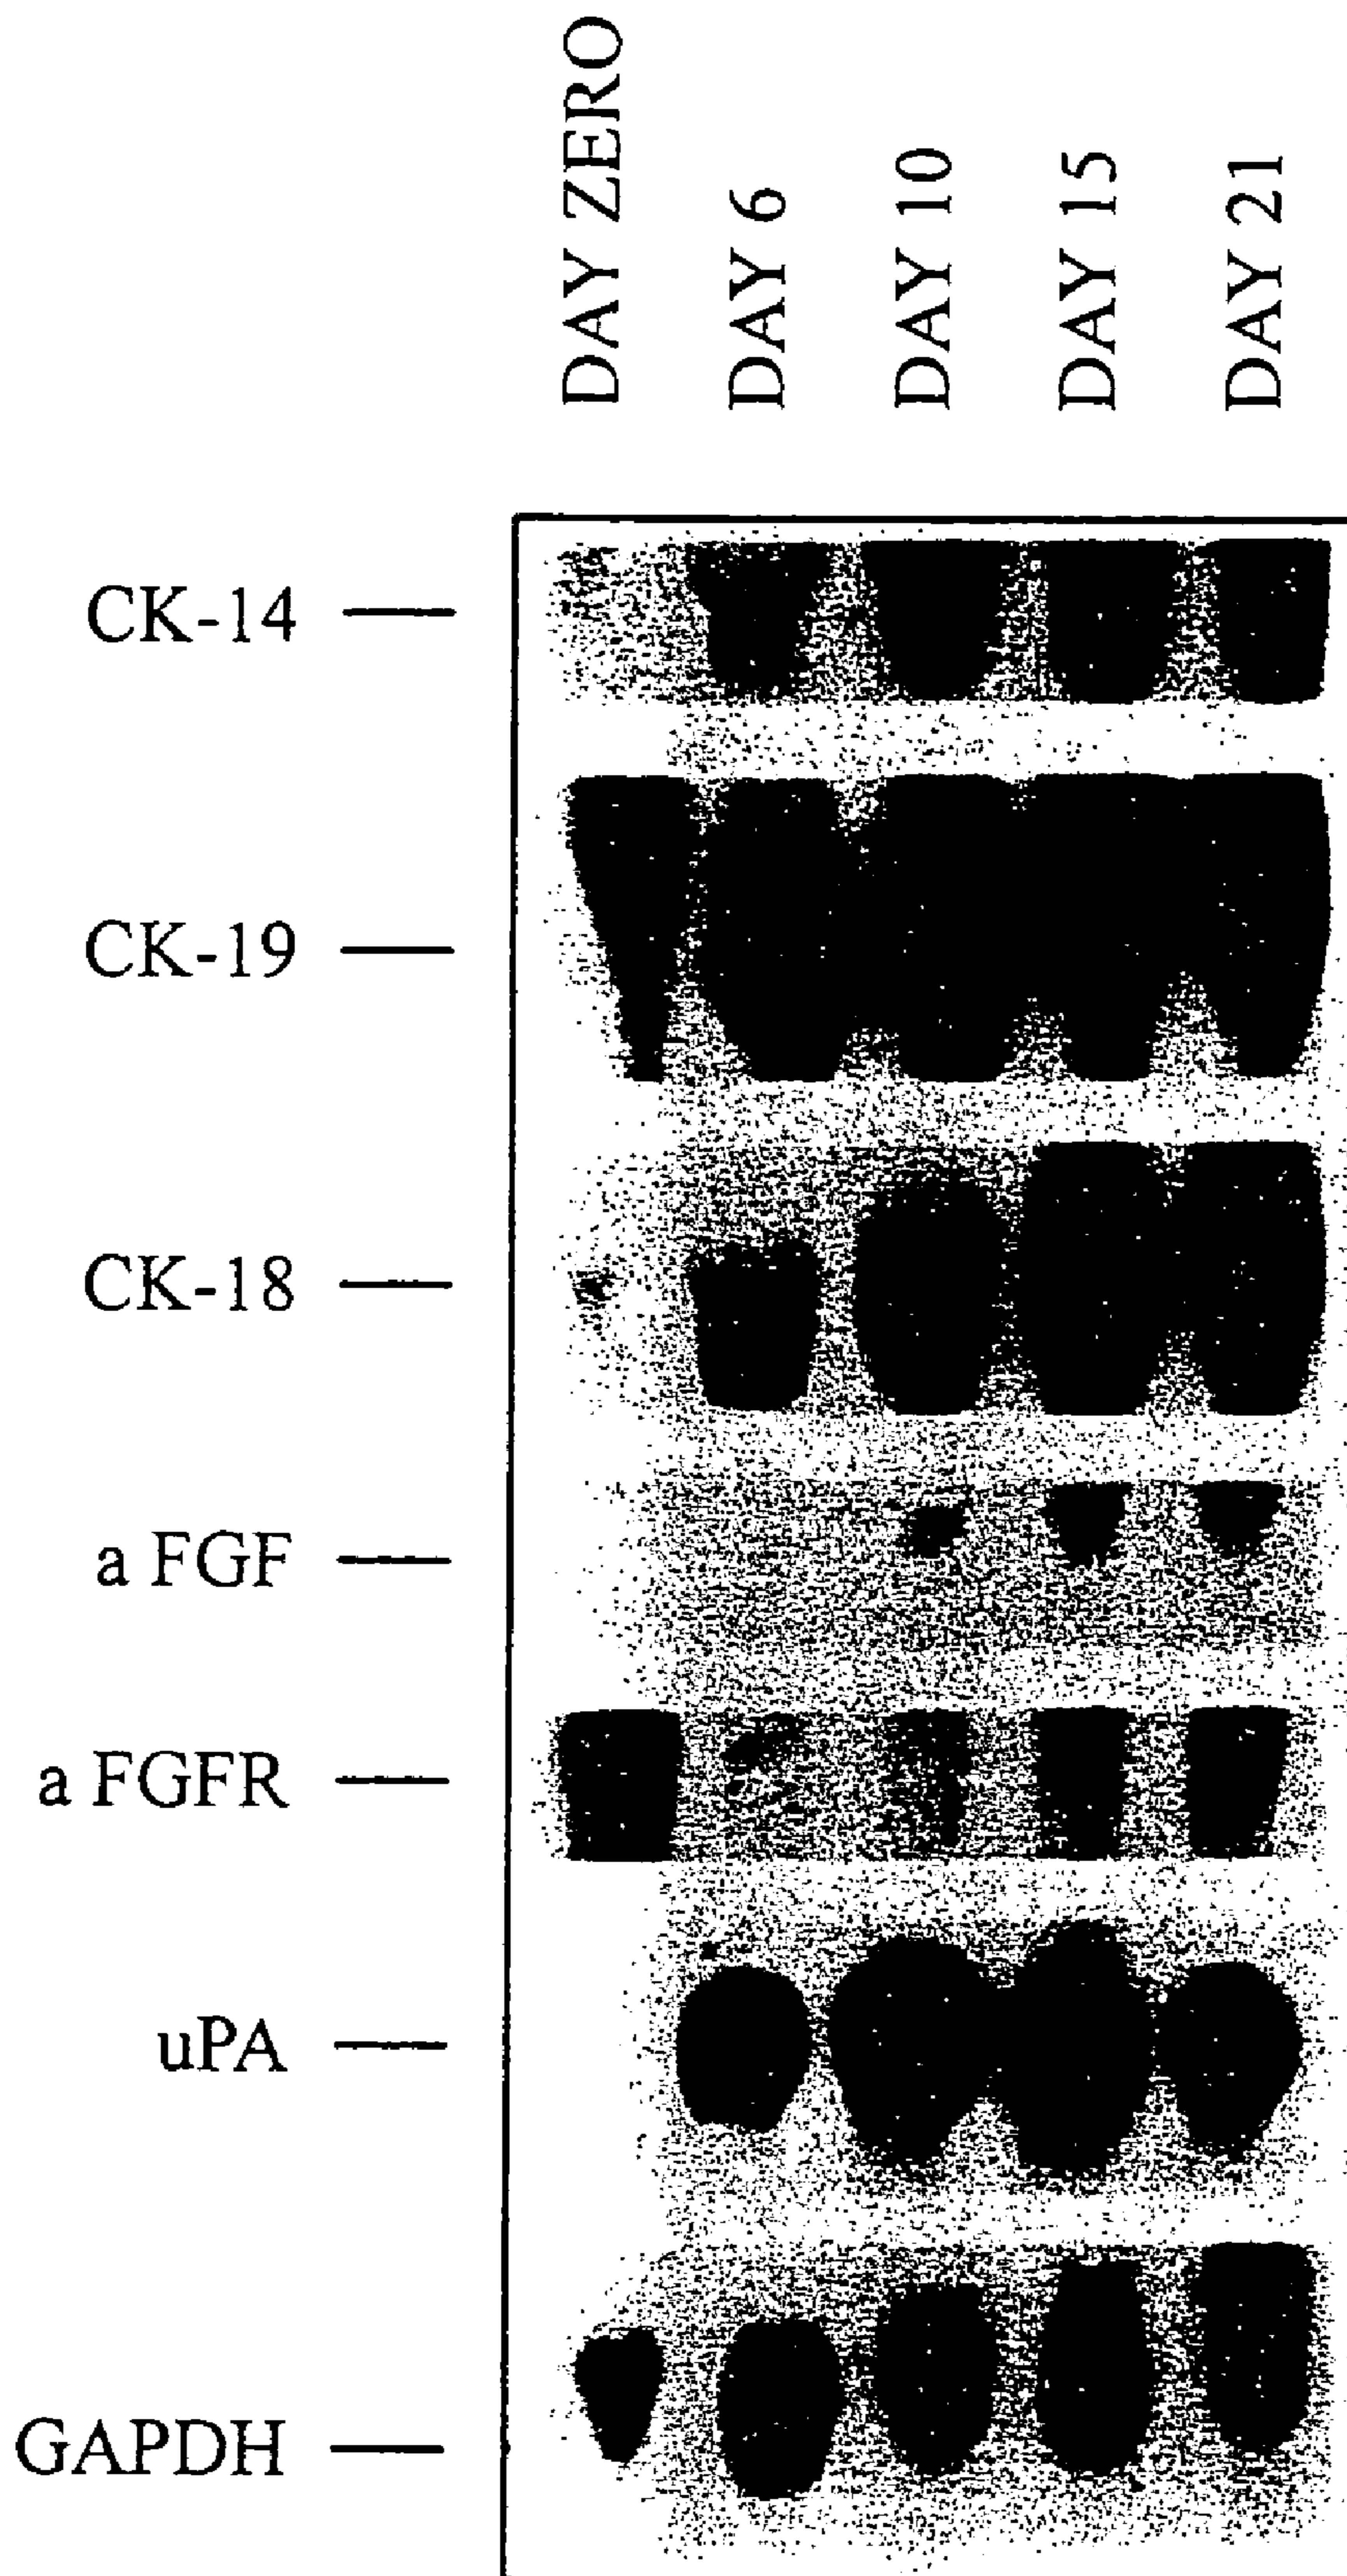 DAY ZERO
DAY 6
DAY 10
DAY 15
DAY 21
CK-14
CK-19
CK-18
a FGF
a FGFR
uPA
GAPDH